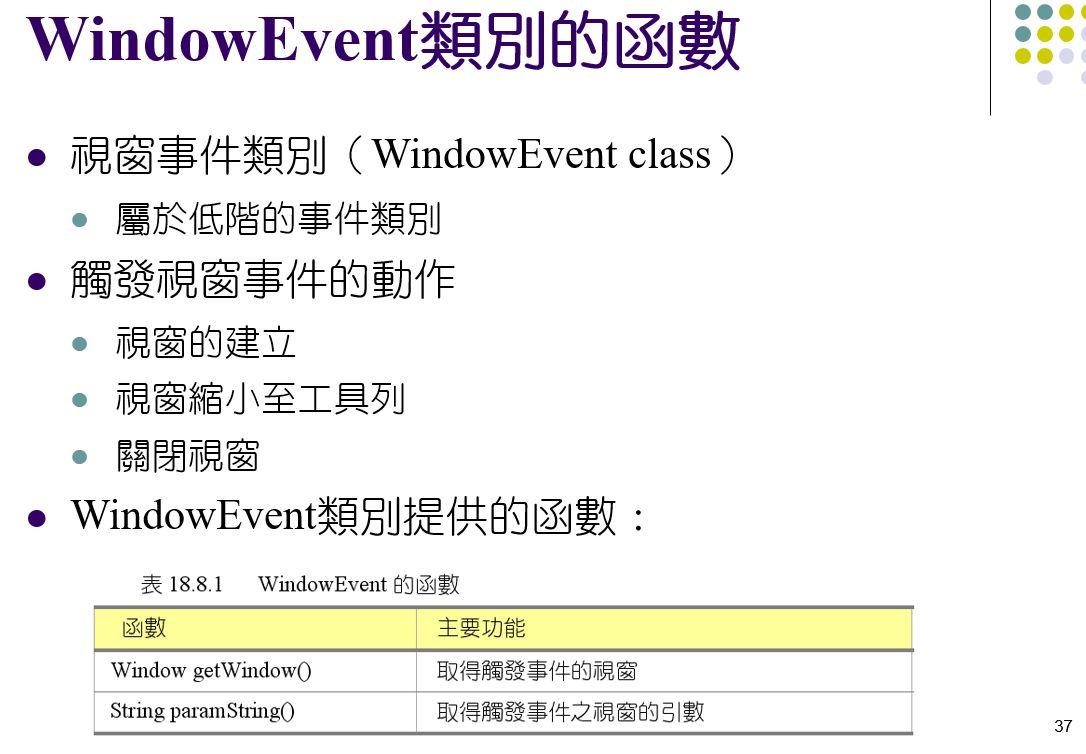 WindowEvent類別的函數
視窗事件類別（WindowEvent class）
屬於低階的事件類別
觸發視窗事件的動作
視窗的建立
視窗縮小至工具列
關閉視窗
WindowEvent類別提供的函數：
表 18.8.1 WindowEvent 的函數
函數 主要功能
Window getWindow() 取得觸發事件的視窗
String paramString() 取得觸發事件之視窗的引數
37